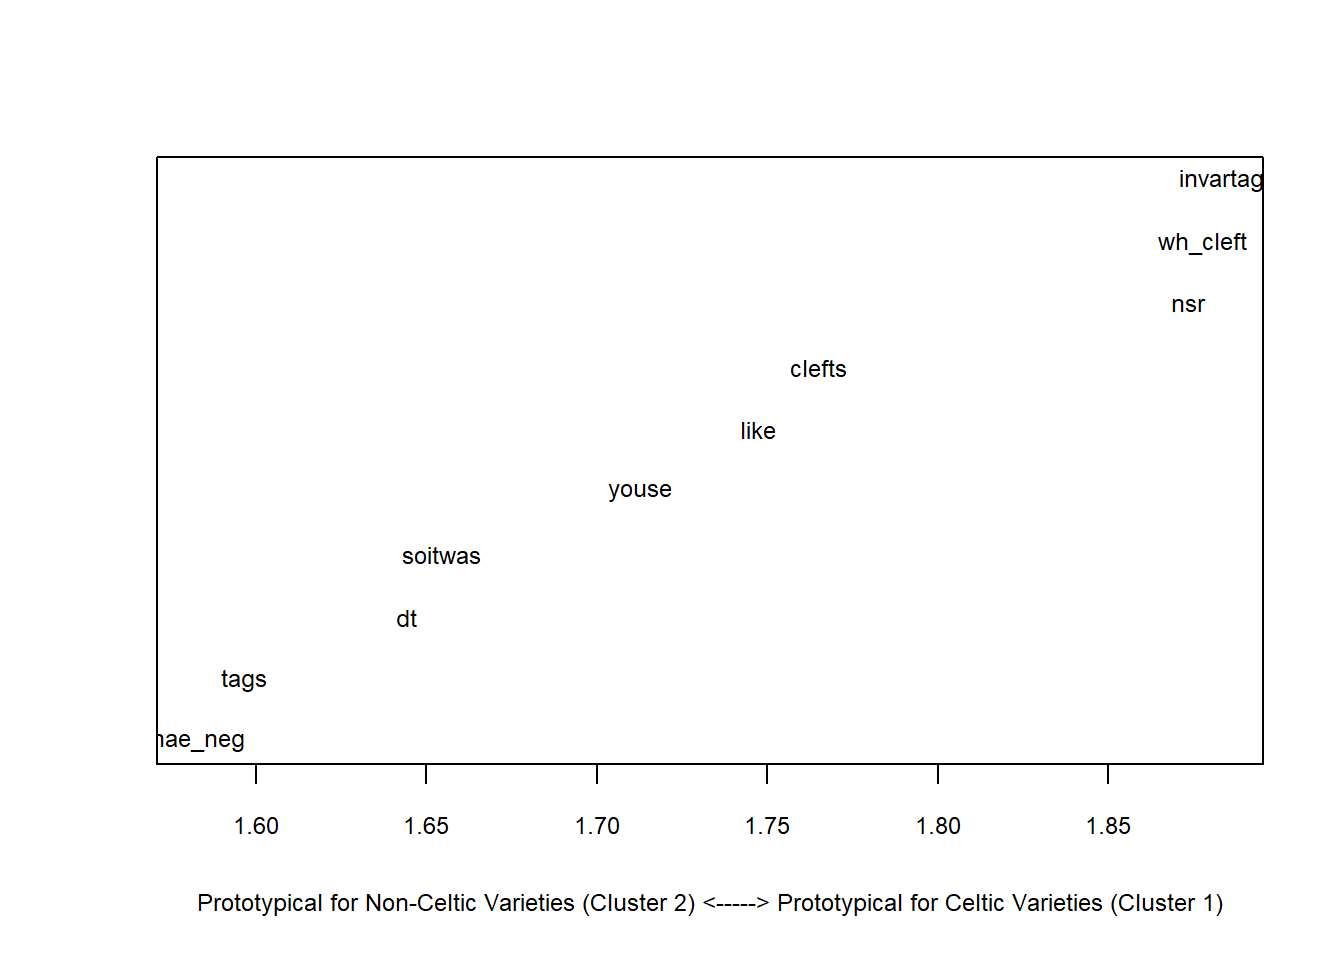 invartag
wh_cleft
nsr
clefts
like
youse
soitwas
dt
tags
nae_neg
1.60 1.65 1.70 1.75 1.80 1.85
Prototypical for Non-Celtic Varieties (Cluster 2) <-----> Prototypical for Celtic Varieties (Cluster 1)